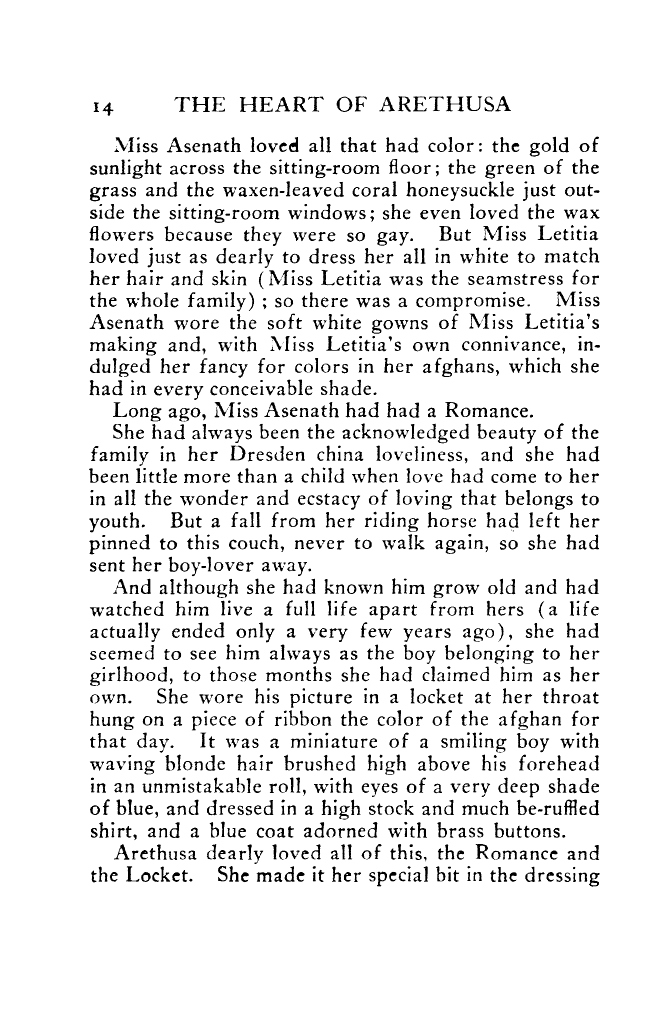 14 THE HEART OF ARETHUSA
Miss Asenath loved all that had color: the gold of
sunlight across the sitting-room floor; the green of the
grass and the waxen-leaved coral honeysuckle just out-
side the sitting-room windows; she even loved the wax
flowers because they were so gay. But Miss Letitia
loved just as dearly to dress her all in white to match
her hair and skin (Miss Letitia was the seamstress for
the whole family) ; so there was a compromise. Miss
Asenath wore the soft white gowns of Miss Letitia's
making and, with Miss Letitia's own connivance, in-
dulged her fancy for colors in her afghans, which she
had in every conceivable shade.
Long ago, Miss Asenath had had a Romance.
She had always been the acknowledged beauty of the
family in her Dresden china loveliness, and she had
been little more than a child when love had come to her
in all the wonder and ecstacy of loving that belongs to
youth. But a fall from her riding horse had left her
pinned to this couch, never to walk again, so she had
sent her boy-lover away.
And although she had known him grow old and had
watched him live a full life apart from hers (a life
actually ended only a very few years ago), she had
seemed to see him always as the boy belonging to her
girlhood, to those months she had claimed him as her
own. She wore his picture in a locket at her throat
hung on a piece of ribbon the color of the afghan for
that day. It was a miniature of a smiling boy with
waving blonde hair brushed high above his forehead
in an unmistakable roll, with eyes of a very deep shade
of blue, and dressed in a high stock and much be-ruffled
shirt, and a blue coat adorned with brass buttons.
Arethusa dearly loved all of this, the Romance and
the Locket. She made it her special bit in the dressing